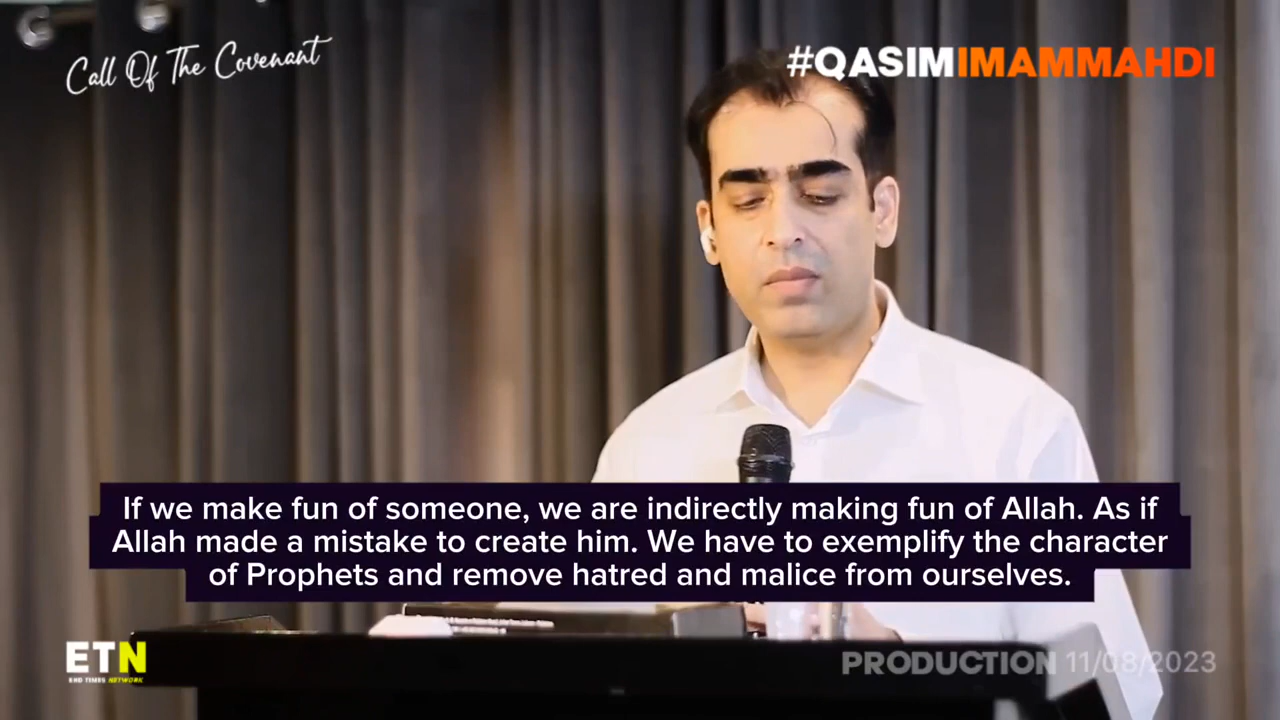 Call Of The Covenant
#QASIMIMAMMAHDI
If we make fun of someone, we are indirectly making fun of Allah. As if
Allah made a mistake to create him. We have to exemplify the character
of Prophets and remove hatred and malice from ourselves.
ETN
END TIMES NETWORK
PRODUCTION 11/08/2023